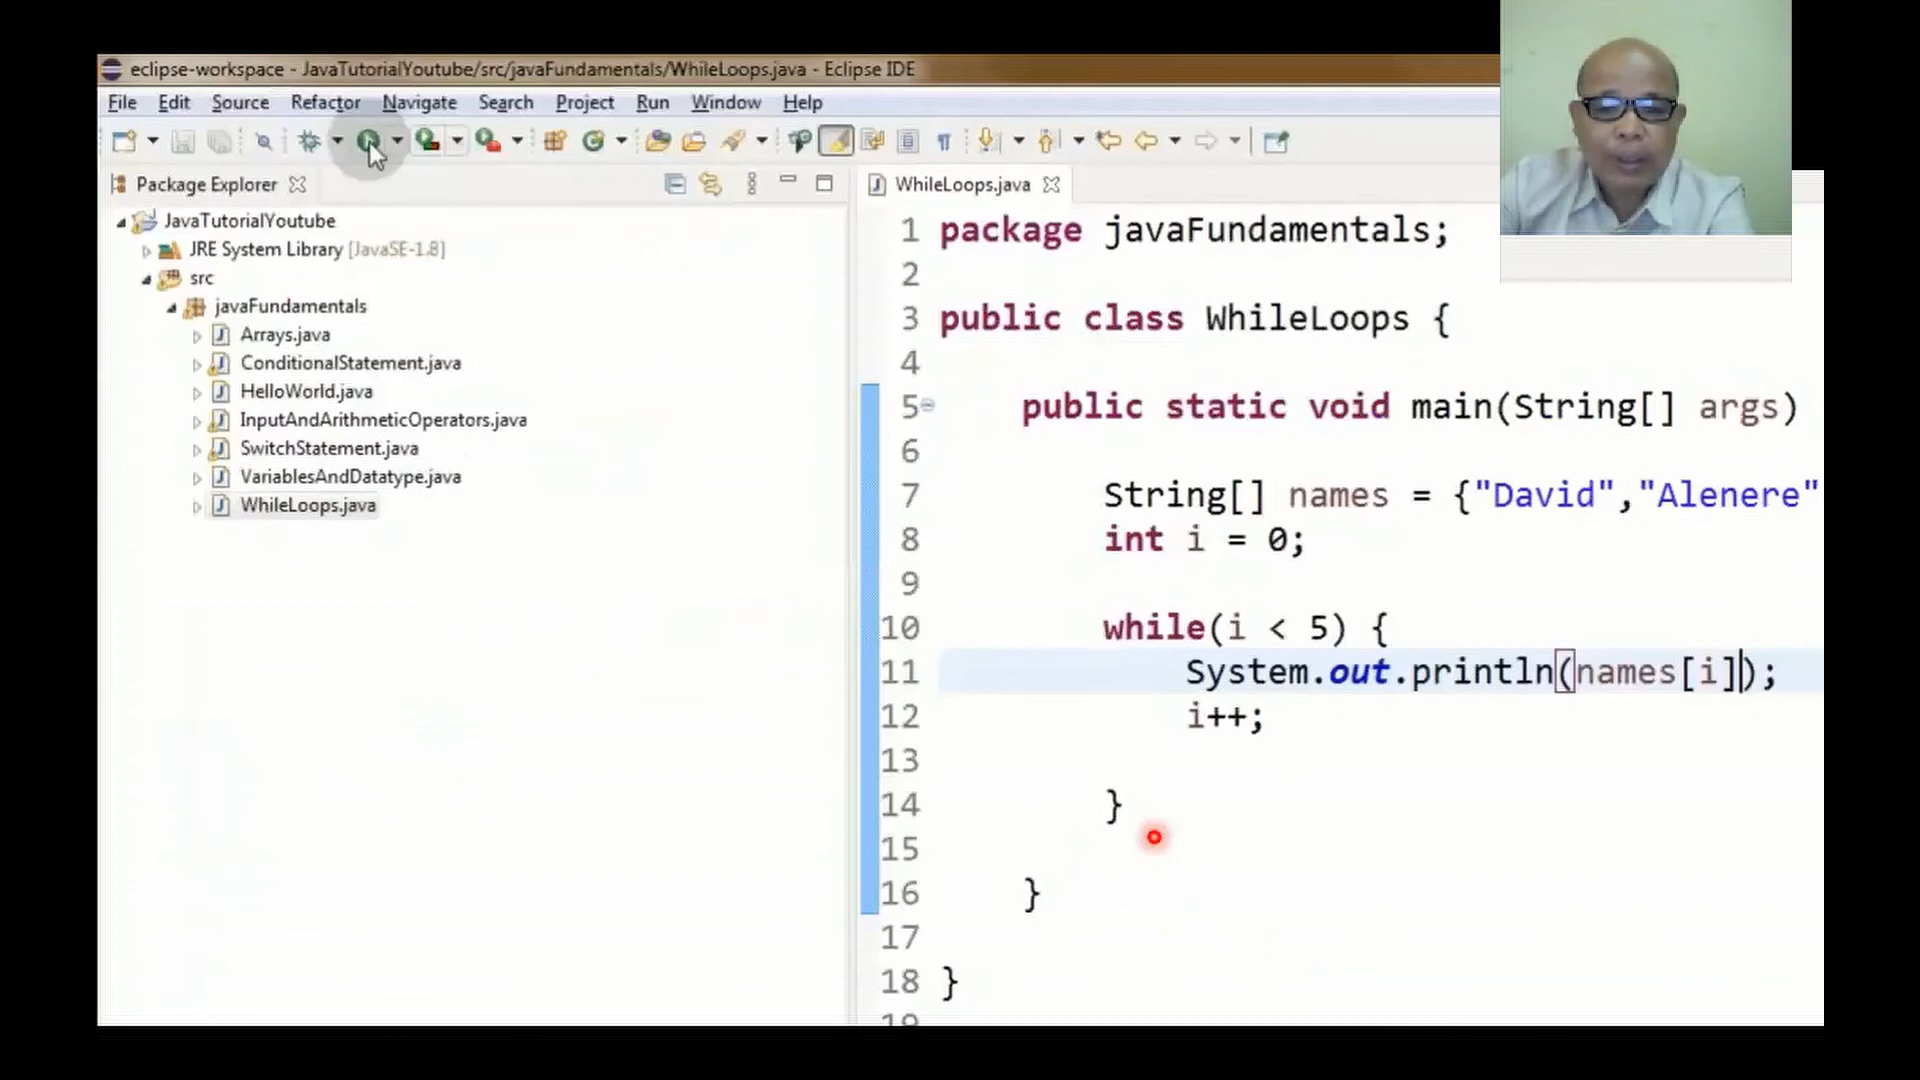 eclipse-workspace - JavaTutorialYoutube/src/javaFundamentals/WhileLoops.java - Eclipse IDE
File Edit Source Refactor Navigate Search Project Run Window Help
Package Explorer
WhileLoops.java
JavaTutorialYoutube
JRE System Library [JavaSE-1.8]
src
javaFundamentals
Arrays.java
ConditionalStatement.java
HelloWorld.java
InputAndArithmeticOperators.java
SwitchStatement.java
VariablesAndDatatype.java
WhileLoops.java
1 package javaFundamentals;
2
3 public class WhileLoops {
4
5 public static void main(String[] args)
6
7 String[] names = {"David","Alenere"
8 int i = 0;
9
10 while(i < 5) {
11 System.out.println(names[i]);
12 i++;
13
14 }
15
16 }
17
18 }
19